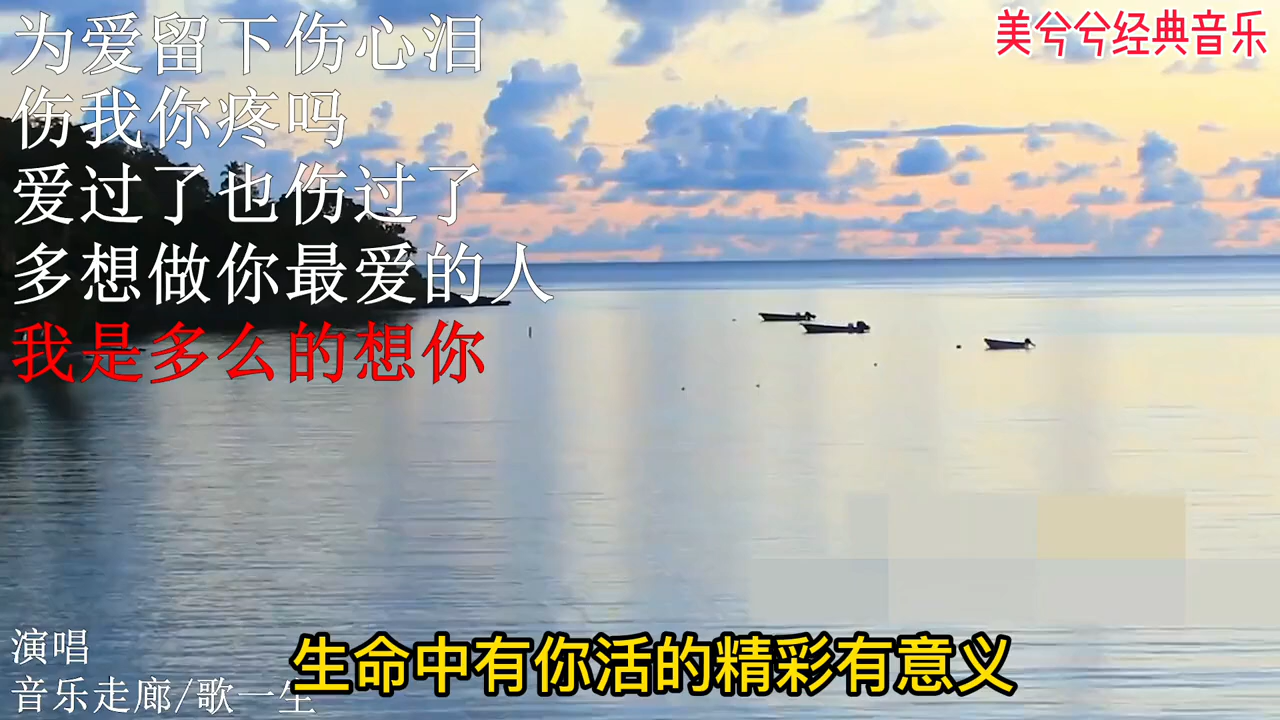 为爱留下伤心泪
美兮兮经典音乐
伤我你疼吗
爱过了也伤过了
多想做你最爱的人
我是多么的想你
演唱
生命中有你活的精彩有意义
音乐走廊/歌一生